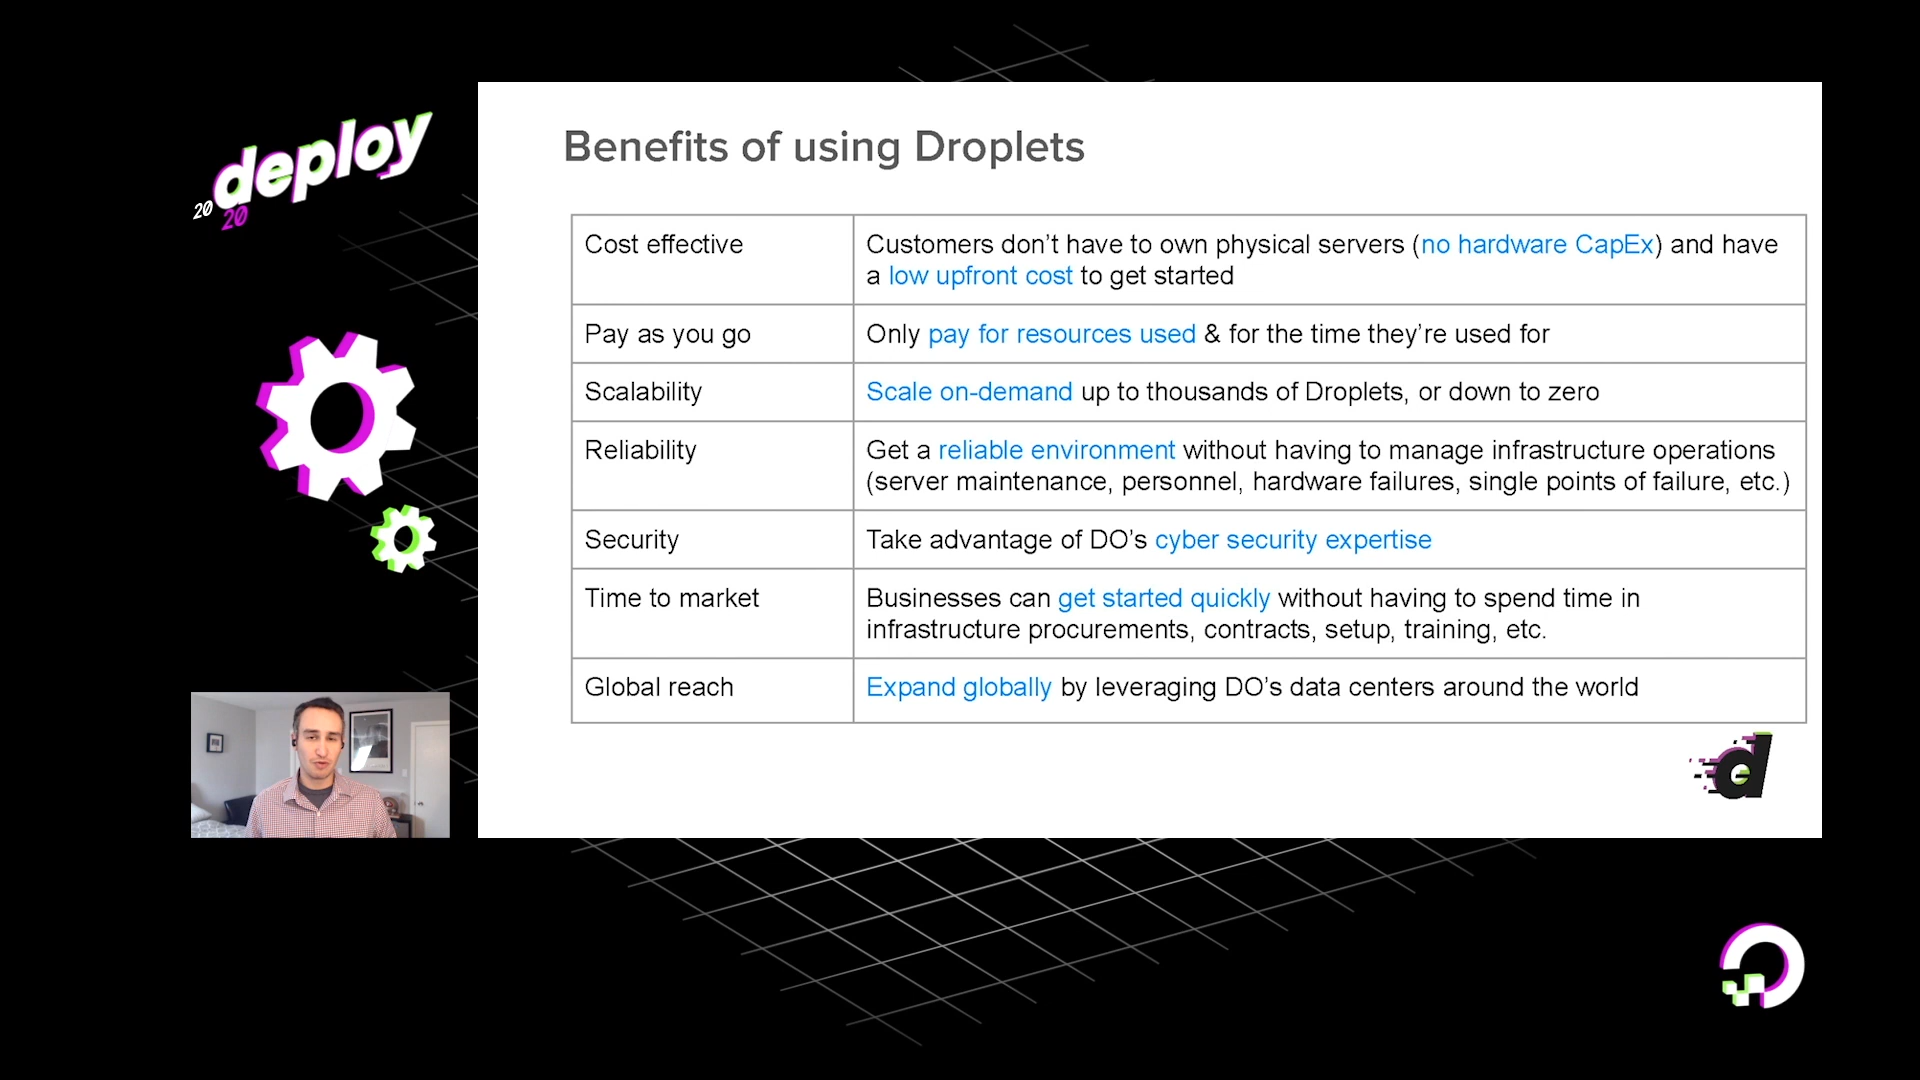 deploy
20
20
Benefits of using Droplets
Cost effective
Customers don’t have to own physical servers (no hardware CapEx) and have
a low upfront cost to get started
Pay as you go
Only pay for resources used & for the time they’re used for
Scalability
Scale on-demand up to thousands of Droplets, or down to zero
Reliability
Get a reliable environment without having to manage infrastructure operations
(server maintenance, personnel, hardware failures, single points of failure, etc.)
Security
Take advantage of DO’s cyber security expertise
Time to market
Businesses can get started quickly without having to spend time in
infrastructure procurements, contracts, setup, training, etc.
Global reach
Expand globally by leveraging DO’s data centers around the world
d